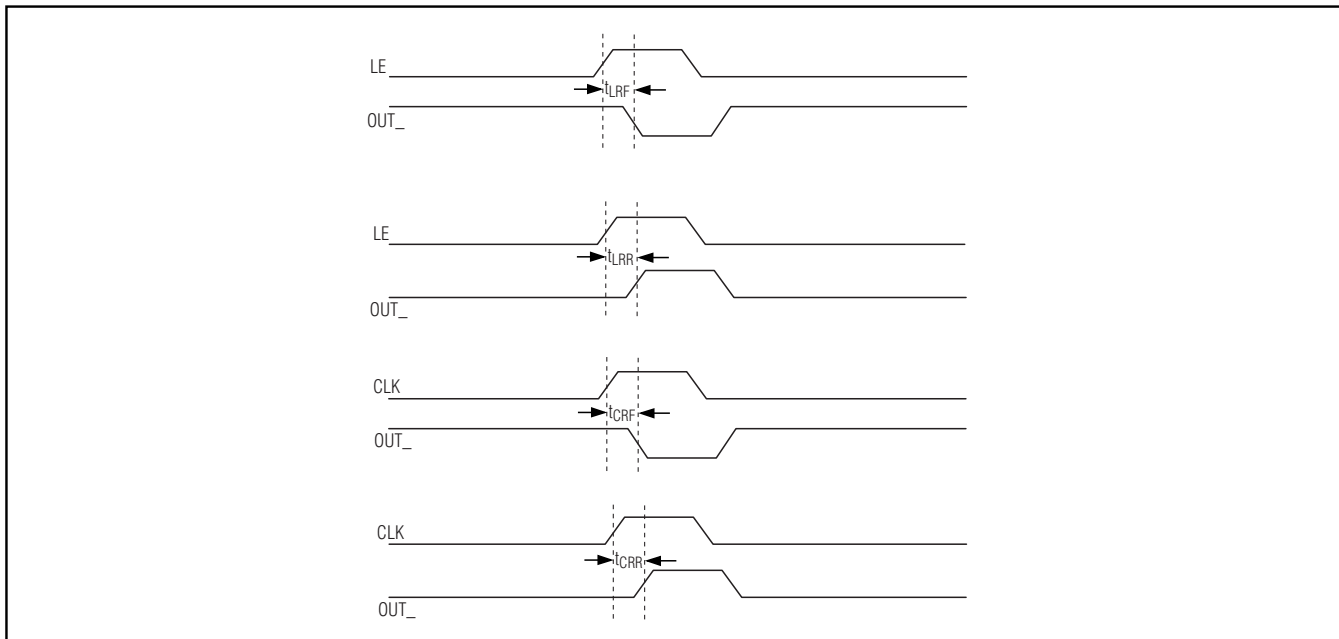 LE
tLRF
OUT_
LE
tLRR
OUT_
CLK
tCRF
OUT_
CLK
tCRR
OUT_